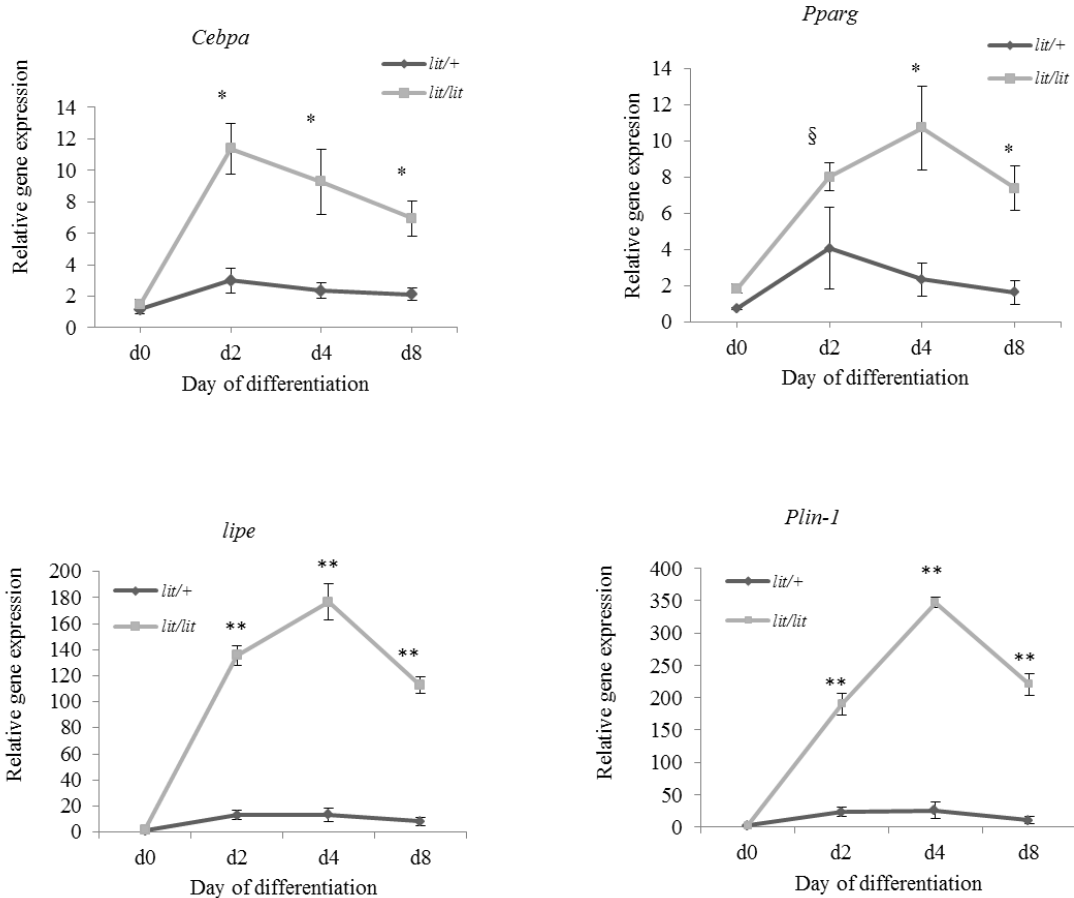 Cebpa
lit/+
lit/lit
Relative gene expression
14
12
10
8
6
4
2
0
*
*
*
d0
d2
d4
d8
Day of differentiation
Pparg
lit/+
lit/lit
Relative gene expresion
14
12
10
8
6
4
2
0
§
*
*
d0
d2
d4
d8
Day of differentiation
lipe
lit/+
lit/lit
Relative gene expression
200
180
160
140
120
100
80
60
40
20
0
**
**
**
d0
d2
d4
d8
Day of differentiation
Plin-1
lit/+
lit/lit
Relative gene expression
400
350
300
250
200
150
100
50
0
**
**
**
d0
d2
d4
d8
Day of differentiation